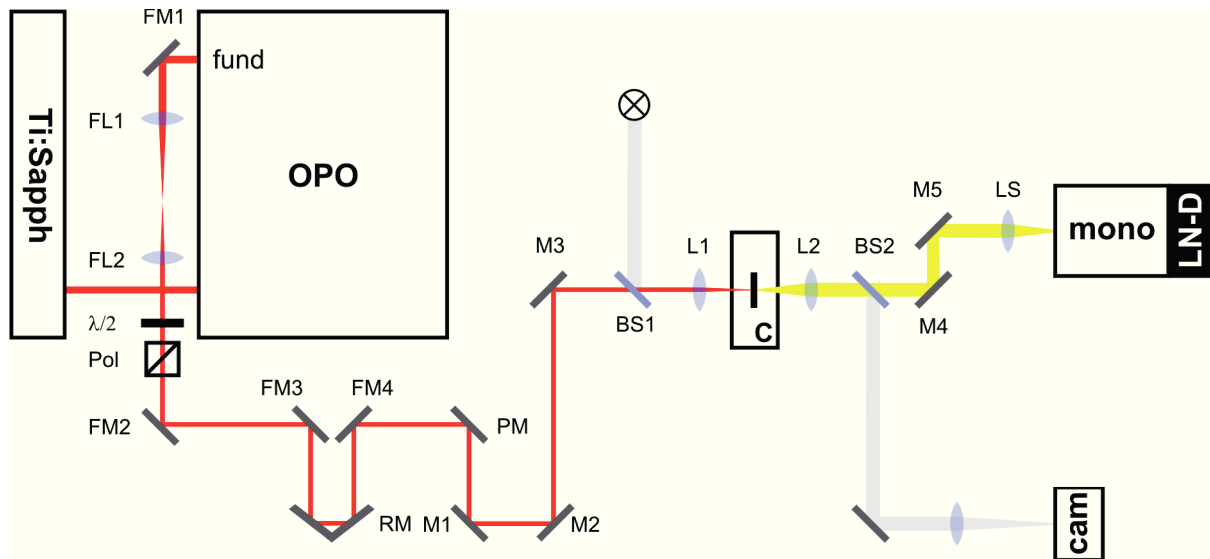 FM1
fund
Ti:Sapph
FL1
OPO
FL2
λ/2
Pol
FM2
FM3
FM4
PM
RM
M1
M2
M3
BS1
L1
C
L2
BS2
M5
M4
LS
mono
LN-D
cam